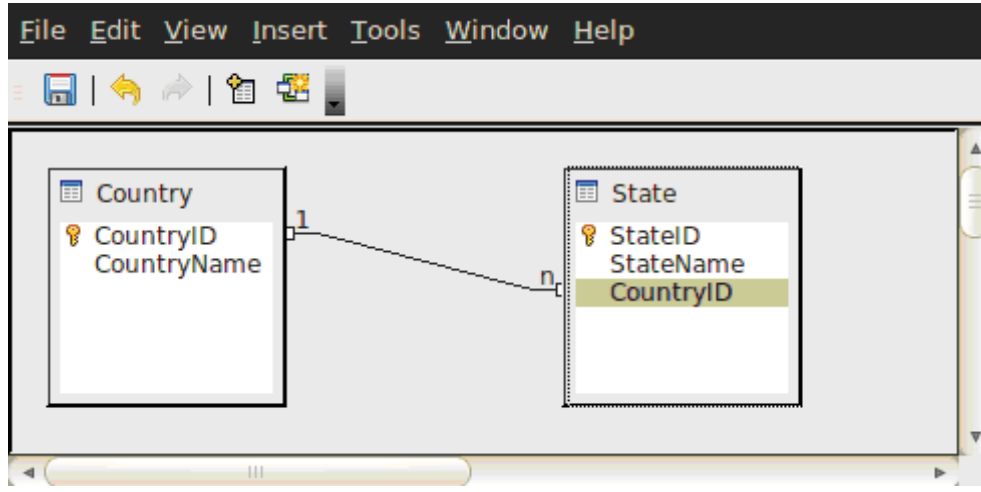 File Edit View Insert Tools Window Help
Country
CountryID
CountryName
1
n
State
StateID
StateName
CountryID